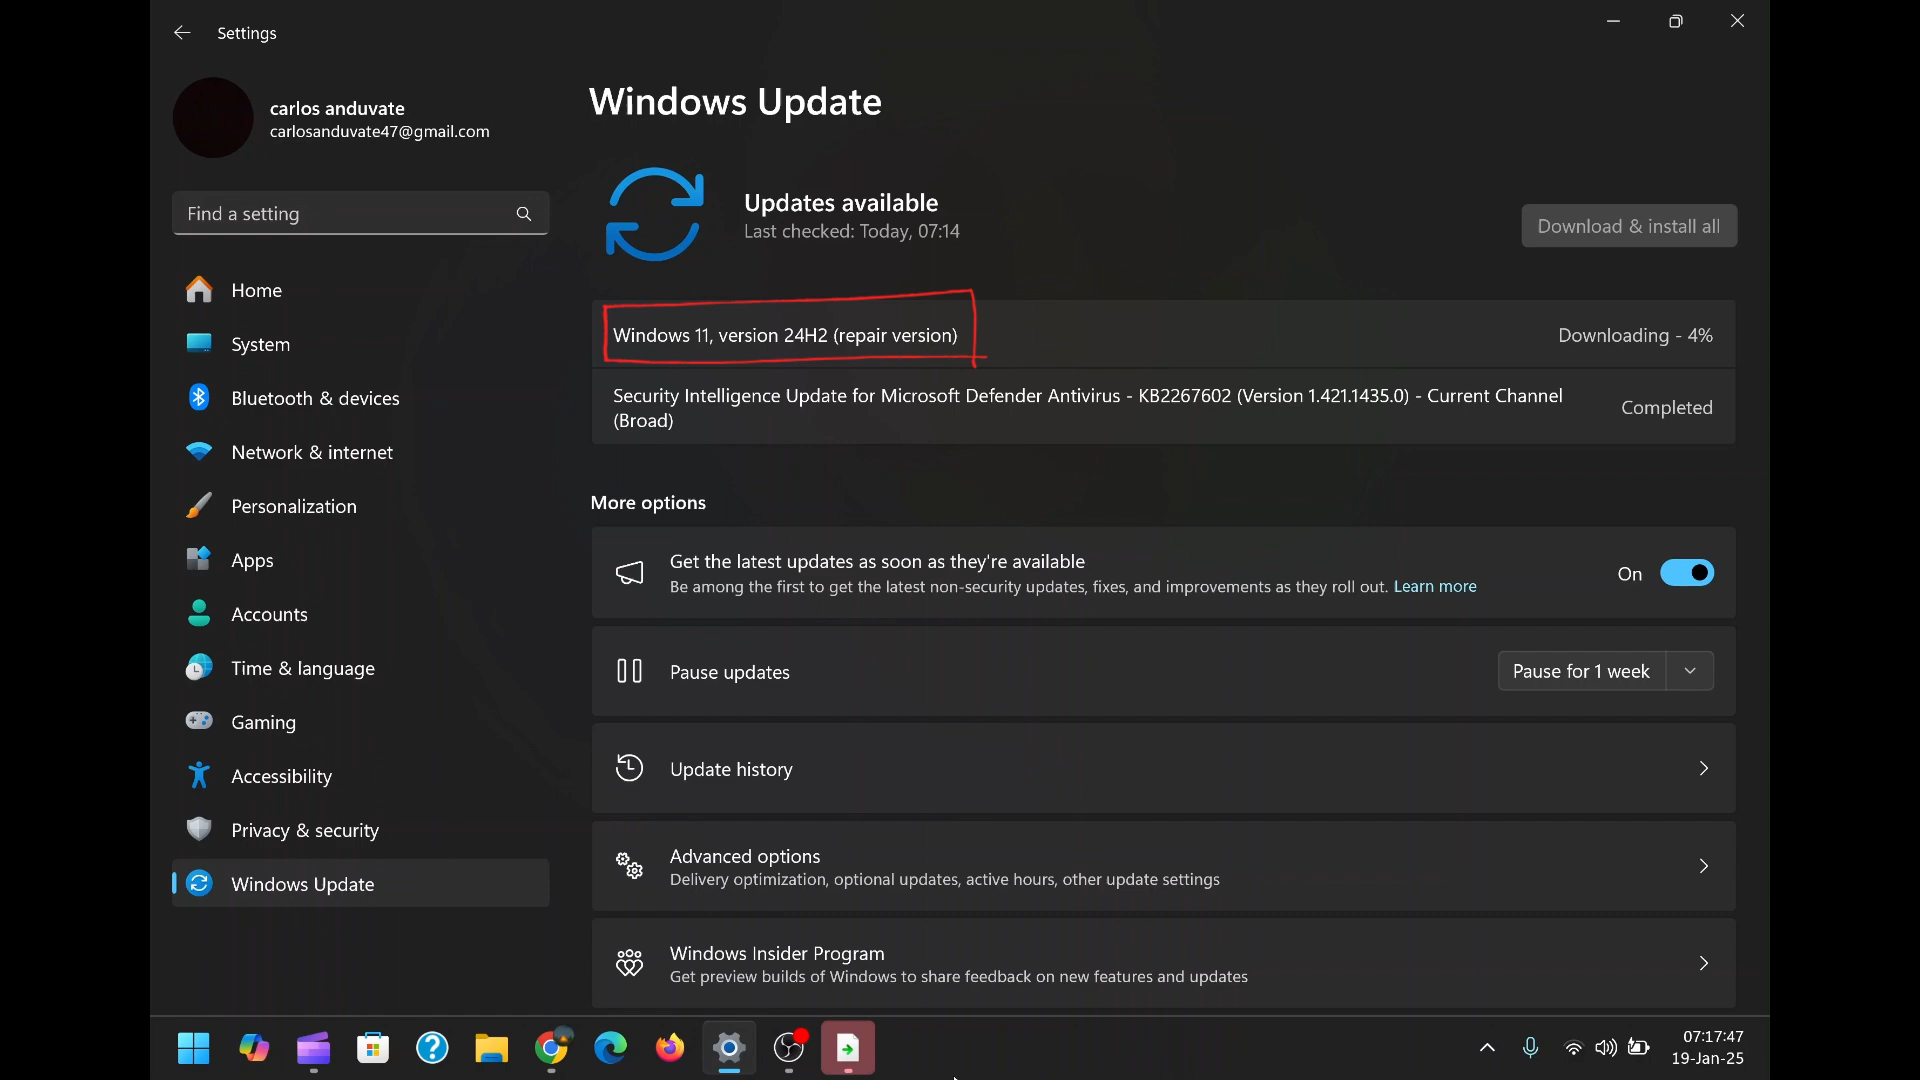 Settings
carlos anduvate
carlosanduvate47@gmail.com
Find a setting
Home
System
Bluetooth & devices
Network & internet
Personalization
Apps
Accounts
Time & language
Gaming
Accessibility
Privacy & security
Windows Update
Windows Update
Updates available
Last checked: Today, 07:14
Download & install all
Windows 11, version 24H2 (repair version)
Downloading - 4%
Security Intelligence Update for Microsoft Defender Antivirus - KB2267602 (Version 1.421.1435.0) - Current Channel
(Broad)
Completed
More options
Get the latest updates as soon as they're available
Be among the first to get the latest non-security updates, fixes, and improvements as they roll out. Learn more
On
Pause updates
Pause for 1 week
Update history
Advanced options
Delivery optimization, optional updates, active hours, other update settings
Windows Insider Program
Get preview builds of Windows to share feedback on new features and updates
07:17:47
19-Jan-25